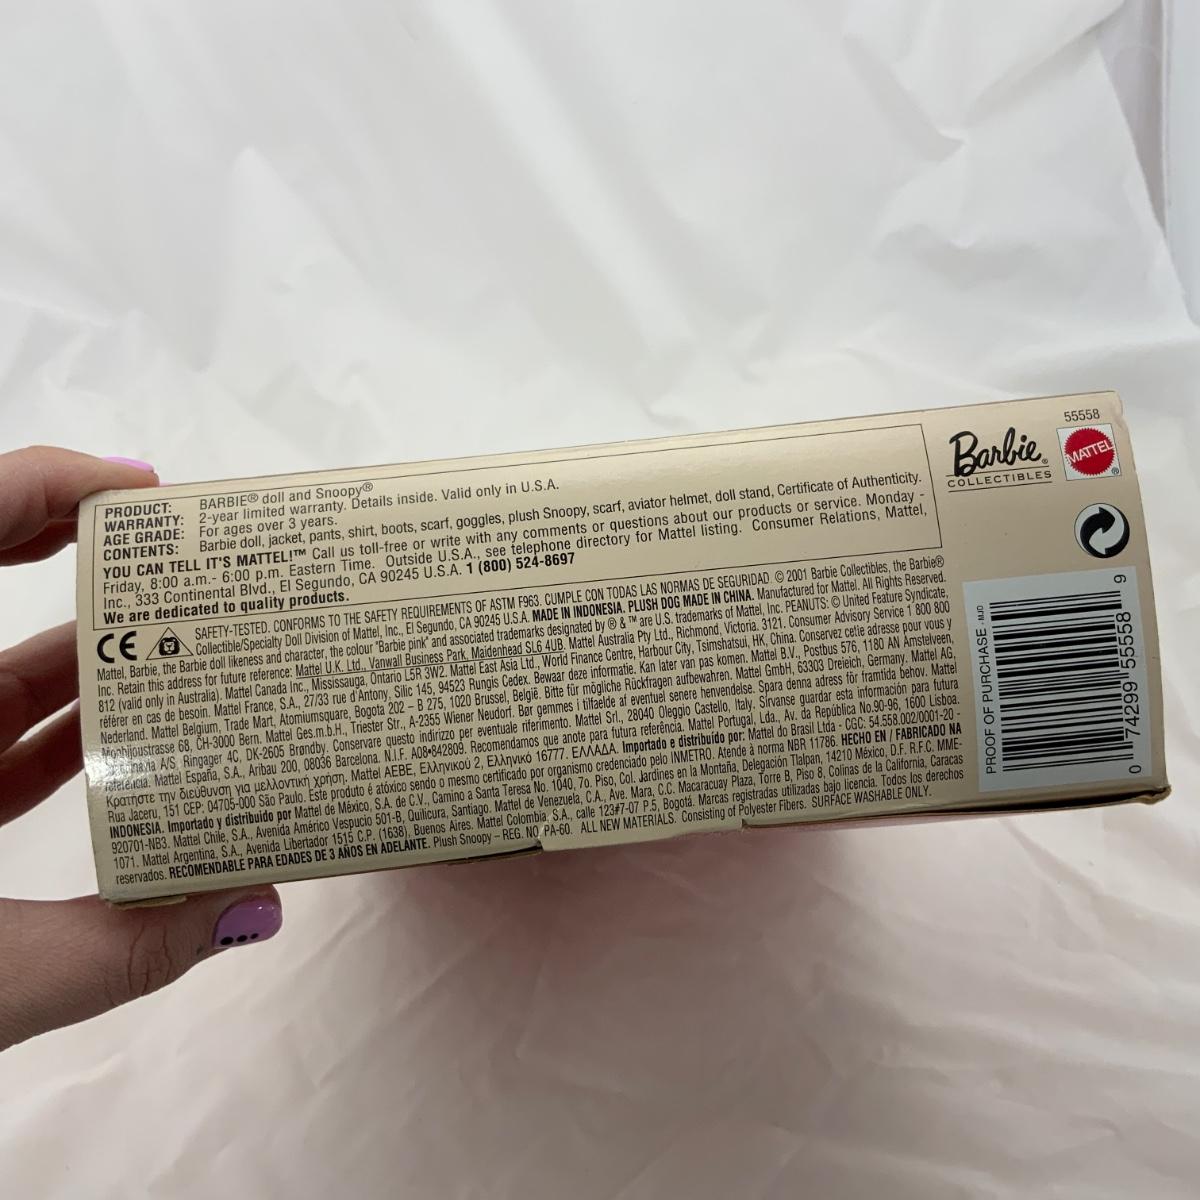 PRODUCT: BARBIE® doll and Snoopy®
WARRANTY: 2-year limited warranty. Details inside. Valid only in U.S.A.
AGE GRADE: For ages over 3 years.
CONTENTS: Barbie doll, jacket, pants, shirt, boots, scarf, goggles, plush Snoopy, scarf, aviator helmet, doll stand, Certificate of Authenticity.
YOU CAN TELL IT'S MATTEL!™ Call us toll-free or write with any comments or questions about our products or service. Monday -
Friday, 8:00 a.m.- 6:00 p.m. Eastern Time. Outside U.S.A., see telephone directory for Mattel listing. Consumer Relations, Mattel,
Inc., 333 Continental Blvd., El Segundo, CA 90245 U.S.A. 1 (800) 524-8697
We are dedicated to quality products.
CE SAFETY-TESTED. CONFORMS TO THE SAFETY REQUIREMENTS OF ASTM F963. CUMPLE CON TODAS LAS NORMAS DE SEGURIDAD. © 2001 Barbie Collectibles, the Barbie®
Collectible/Specialty Doll Division of Mattel, Inc., El Segundo, CA 90245 U.S.A. MADE IN INDONESIA. PLUSH DOG MADE IN CHINA. Manufactured for Mattel. All Rights Reserved.
Mattel, Barbie, the Barbie doll likeness and character, the colour "Barbie pink" and associated trademarks designated by ® & ™ are U.S. trademarks of Mattel, Inc. PEANUTS: © United Feature Syndicate,
Inc. Retain this address for future reference: Mattel U.K. Ltd., Vanwall Business Park, Maidenhead SL6 4UB. Mattel Australia Pty Ltd., Richmond, Victoria. 3121. Consumer Advisory Service 1 800 800
812 (valid only in Australia). Mattel Canada Inc., Mississauga, Ontario L5R 3W2. Mattel East Asia Ltd., World Finance Centre, Harbour City, Tsimshatsui, HK, China. Conservez cette adresse pour vous y
référer en cas de besoin. Mattel France, S.A., 27/33 rue d'Antony, Silic 145, 94523 Rungis Cedex. Bewaar deze informatie. Kan later van pas komen. Mattel B.V., Postbus 576, 1180 AN Amstelveen,
Nederland. Mattel Belgium, Trade Mart, Atomiumsquare, Bogota 202 – B 275, 1020 Brussel, België. Bitte für mögliche Rückfragen aufbewahren. Mattel GmbH, 63303 Dreieich, Germany. Mattel AG,
Monbijoustrasse 68, CH-3000 Bern. Mattel Ges.m.b.H., Triester Str., A-2355 Wiener Neudorf. Bør gemmes i tilfælde af eventuel senere henvendelse. Spara denna adress för framtida behov. Mattel
A/S, Ringager 4C, DK-2605 Brøndby. Conservare questo indirizzo per eventuale riferimento. Mattel Srl., 28040 Oleggio Castello, Italy. Sírvanse guardar esta información para futura
referencia. Mattel España, S.A., Aribau 200, 08036 Barcelona. N.I.F. A08•842809. Recomendamos que anote para futura referência. Mattel Portugal, Lda., Av. da República No.90-96, 1600 Lisboa.
Κρατήστε την διεύθυνση για μελλοντική χρήση. Mattel AEBE, Ελληνικού 2, Ελληνικό 16777. ΕΛΛΑΔΑ. Importado e distribuido por: Mattel do Brasil Ltda - CGC: 54.558.002/0001-20 -
Rua Jaceru, 151 CEP: 04705-000 São Paulo. Este produto é atóxico sendo o mesmo certificado por organismo credenciado pelo INMETRO. Atende à norma NBR 11786. HECHO EN / FABRICADO NA
INDONESIA. Importado y distribuido por Mattel de México, S.A. de C.V., Camino a Santa Teresa No. 1040, 7o. Piso, Col. Jardines en la Montaña, Delegación Tlalpan, 14210 México, D.F. R.F.C. MME-
920701-NB3. Mattel Chile, S.A., Avenida Américo Vespucio 501-B, Quilicura, Santiago. Mattel de Venezuela, C.A., Ave. Mara, C.C. Macaracuay Plaza, Torre B, Piso 8, Colinas de la California, Caracas
1071. Mattel Argentina, S.A., Avenida Libertador 1515 C.P. (1638), Buenos Aires. Mattel Colombia, S.A., calle 123#7-07 P.5, Bogotá. Marcas registradas utilizadas bajo licencia. Todos los derechos
reservados. RECOMENDABLE PARA EDADES DE 3 AÑOS EN ADELANTE. Plush Snoopy – REG. NO. PA-60. ALL NEW MATERIALS. Consisting of Polyester Fibers. SURFACE WASHABLE ONLY.
55558
Barbie®
COLLECTIBLES
MATTEL®
PROOF OF PURCHASE - MJO
0 74299 55558 9